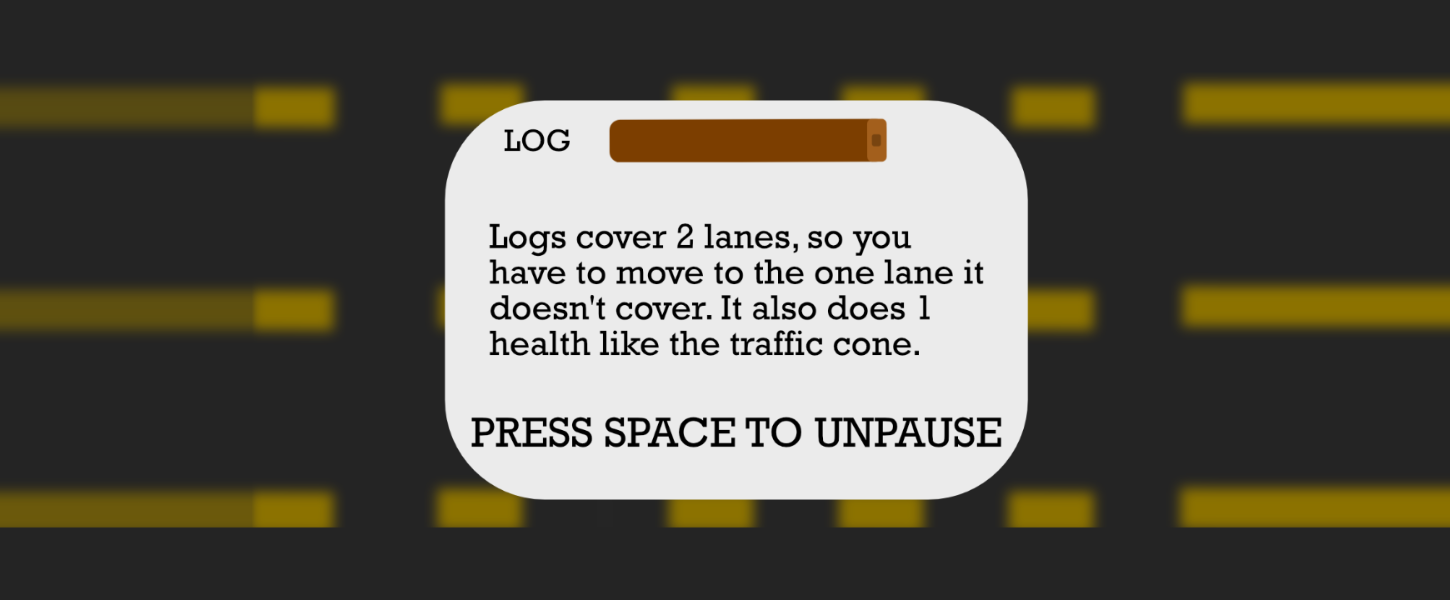 LOG
Logs cover 2 lanes, so you
have to move to the one lane it
doesn't cover. It also does 1
health like the traffic cone.
PRESS SPACE TO UNPAUSE